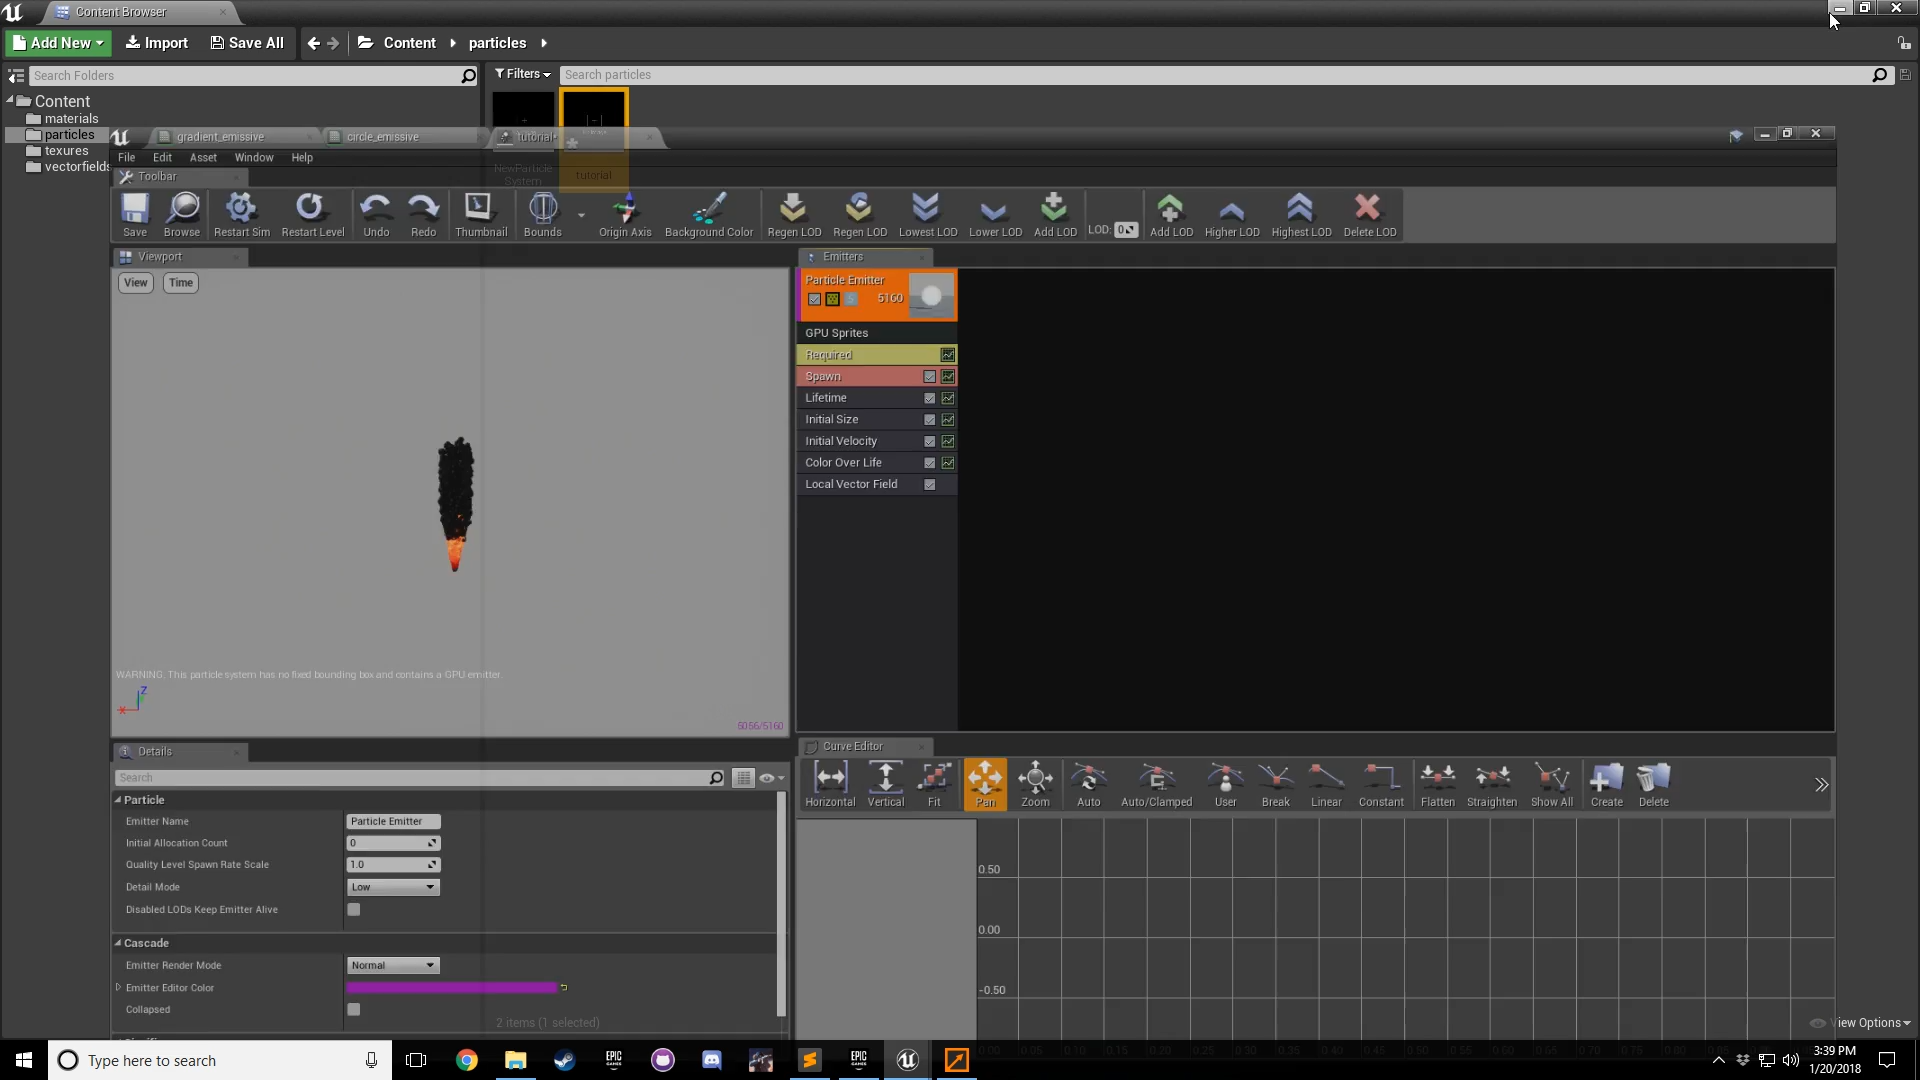 Content Browser
Add New
Import
Save All
Content
particles
Search Folders
Filters
Search particles
Content
materials
particles
texures
vectorfields
gradient_emissive
circle_emissive
tutorial*
NewParticle
System
tutorial
File
Edit
Asset
Window
Help
Toolbar
Save
Browse
Restart Sim
Restart Level
Undo
Redo
Thumbnail
Bounds
Origin Axis
Background Color
Regen LOD
Regen LOD
Lowest LOD
Lower LOD
Add LOD
LOD: 0
Add LOD
Higher LOD
Highest LOD
Delete LOD
Viewport
View
Time
WARNING: This particle system has no fixed bounding box and contains a GPU emitter.
Z
X
Emitters
Particle Emitter
5160
GPU Sprites
Required
Spawn
Lifetime
Initial Size
Initial Velocity
Color Over Life
Local Vector Field
Details
Search
Particle
Emitter Name
Particle Emitter
Initial Allocation Count
0
Quality Level Spawn Rate Scale
1.0
Detail Mode
Low
Disabled LODs Keep Emitter Alive
Cascade
Emitter Render Mode
Normal
Emitter Editor Color
Collapsed
2 items (1 selected)
Curve Editor
Horizontal
Vertical
Fit
Pan
Zoom
Auto
Auto/Clamped
User
Break
Linear
Constant
Flatten
Straighten
Show All
Create
Delete
0.50
0.00
-0.50
View Options
Type here to search
EPIC
GAMES
EPIC
GAMES
3:39 PM
1/20/2018